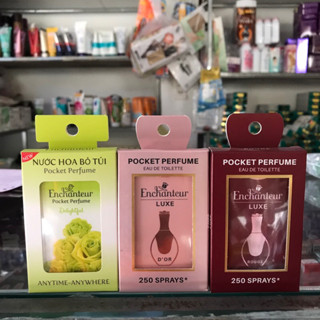 NƯỚC HOA BỎ TÚI
Pocket Perfume
Enchanteur
Pocket Perfume
Delightful
ANYTIME-ANYWHERE
POCKET PERFUME
EAU DE TOILETTE
Enchanteur
LUXE
D'OR
250 SPRAYS*
POCKET PERFUME
EAU DE TOILETTE
Enchanteur
LUXE
ROUGE
250 SPRAYS*